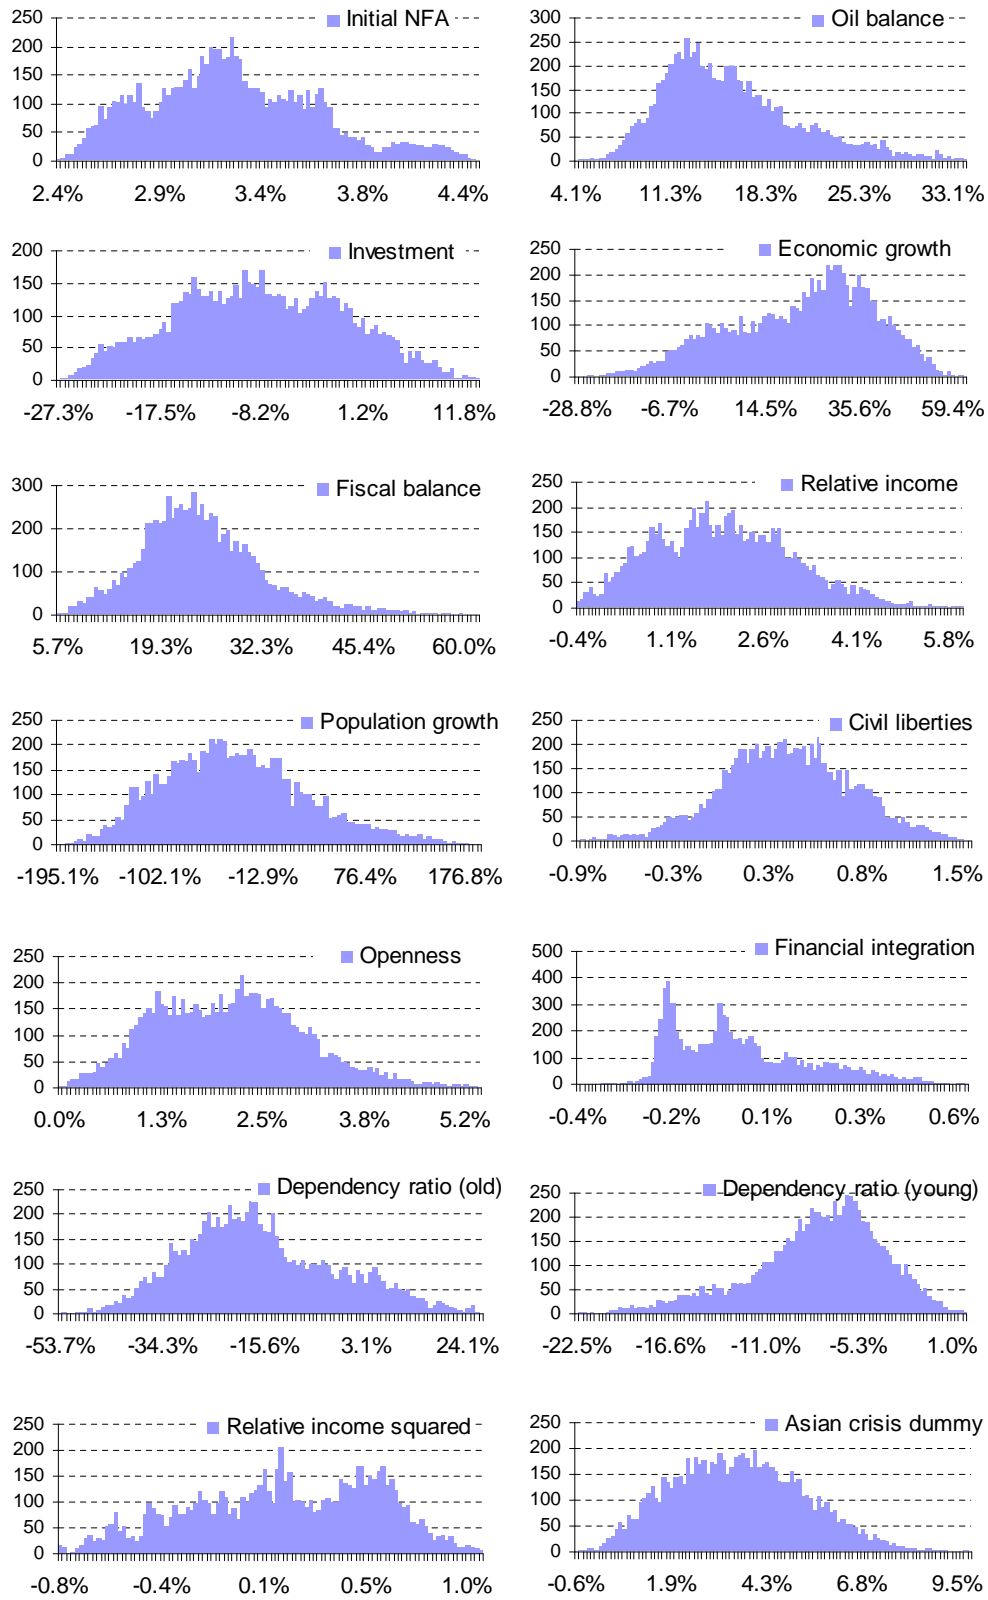 Initial NFA
250
200
150
100
50
0
2.4% 2.9% 3.4% 3.8% 4.4%
Oil balance
300
250
200
150
100
50
0
4.1% 11.3% 18.3% 25.3% 33.1%
Investment
200
150
100
50
0
-27.3% -17.5% -8.2% 1.2% 11.8%
Economic growth
250
200
150
100
50
0
-28.8% -6.7% 14.5% 35.6% 59.4%
Fiscal balance
300
200
100
0
5.7% 19.3% 32.3% 45.4% 60.0%
Relative income
250
200
150
100
50
0
-0.4% 1.1% 2.6% 4.1% 5.8%
Population growth
250
200
150
100
50
0
-195.1% -102.1% -12.9% 76.4% 176.8%
Civil liberties
250
200
150
100
50
0
-0.9% -0.3% 0.3% 0.8% 1.5%
Openness
250
200
150
100
50
0
0.0% 1.3% 2.5% 3.8% 5.2%
Financial integration
500
400
300
200
100
0
-0.4% -0.2% 0.1% 0.3% 0.6%
Dependency ratio (old)
250
200
150
100
50
0
-53.7% -34.3% -15.6% 3.1% 24.1%
Dependency ratio (young)
250
200
150
100
50
0
-22.5% -16.6% -11.0% -5.3% 1.0%
Relative income squared
250
200
150
100
50
0
-0.8% -0.4% 0.1% 0.5% 1.0%
Asian crisis dummy
250
200
150
100
50
0
-0.6% 1.9% 4.3% 6.8% 9.5%